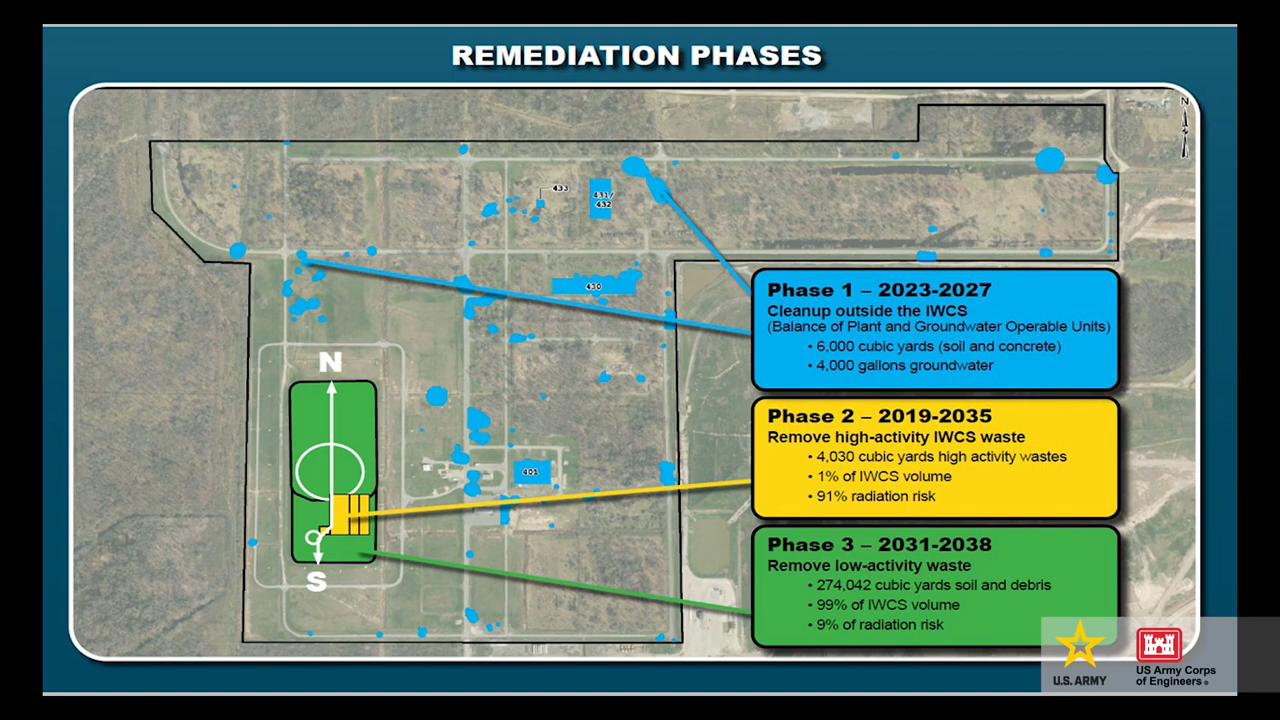 REMEDIATION PHASES
N
433
431/
432
430
N
401
S
Phase 1 – 2023-2027
Cleanup outside the IWCS
(Balance of Plant and Groundwater Operable Units)
• 6,000 cubic yards (soil and concrete)
• 4,000 gallons groundwater
Phase 2 – 2019-2035
Remove high-activity IWCS waste
• 4,030 cubic yards high activity wastes
• 1% of IWCS volume
• 91% radiation risk
Phase 3 – 2031-2038
Remove low-activity waste
• 274,042 cubic yards soil and debris
• 99% of IWCS volume
• 9% of radiation risk
U.S. ARMY
US Army Corps
of Engineers®